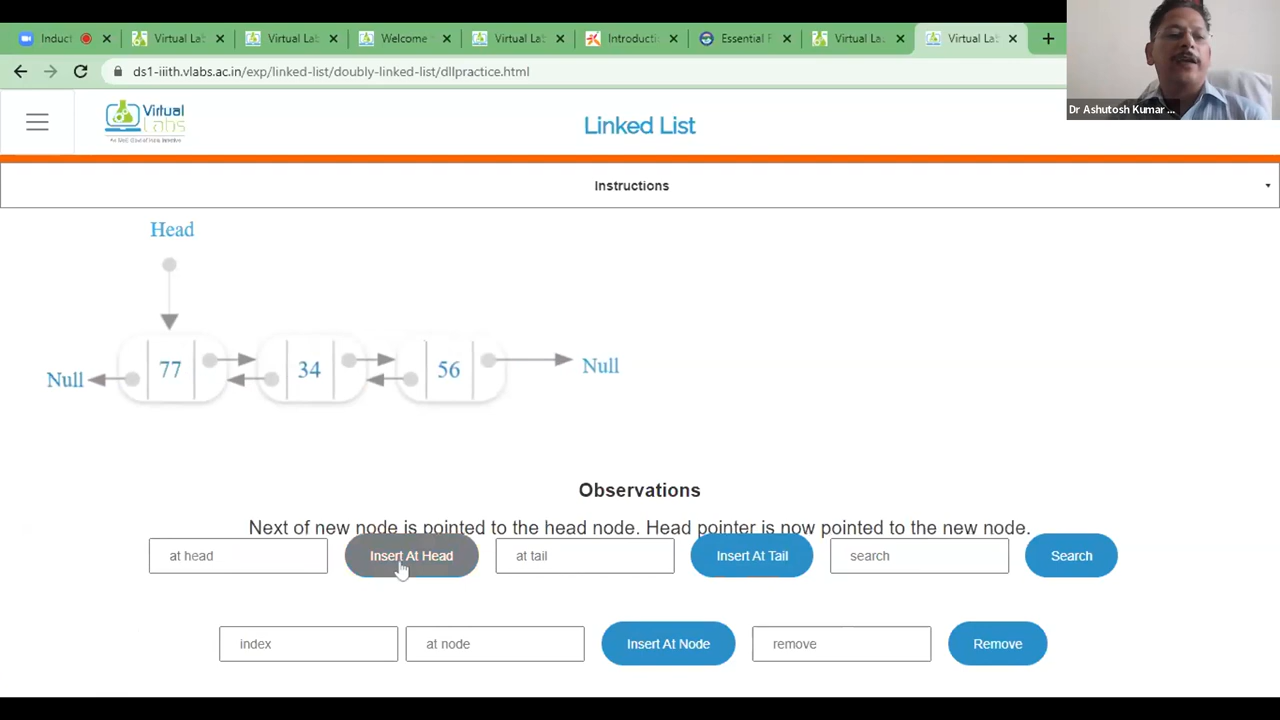 Induct
Virtual La
Virtual Lab
Welcome
Virtual Lab
Introducti
Essential F
Virtual La
Virtual La
ds1-iiith.vlabs.ac.in/exp/linked-list/doubly-linked-list/dllpractice.html
Dr Ashutosh Kumar ...
Virtual
Labs
Linked List
Instructions
Head
Null 77 34 56 Null
Observations
Next of new node is pointed to the head node. Head pointer is now pointed to the new node.
at head Insert At Head at tail Insert At Tail search Search
index at node Insert At Node remove Remove